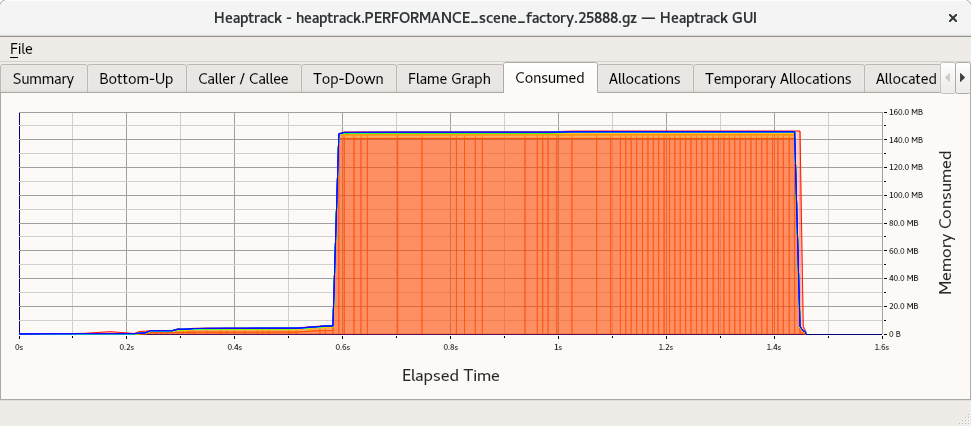 Heaptrack - heaptrack.PERFORMANCE_scene_factory.25888.gz — Heaptrack GUI
File
Summary Bottom-Up Caller / Callee Top-Down Flame Graph Consumed Allocations Temporary Allocations Allocated
160.0 MB
140.0 MB
120.0 MB
100.0 MB
80.0 MB
60.0 MB
40.0 MB
20.0 MB
0 B
Memory Consumed
0s 0.2s 0.4s 0.6s 0.8s 1s 1.2s 1.4s 1.6s
Elapsed Time